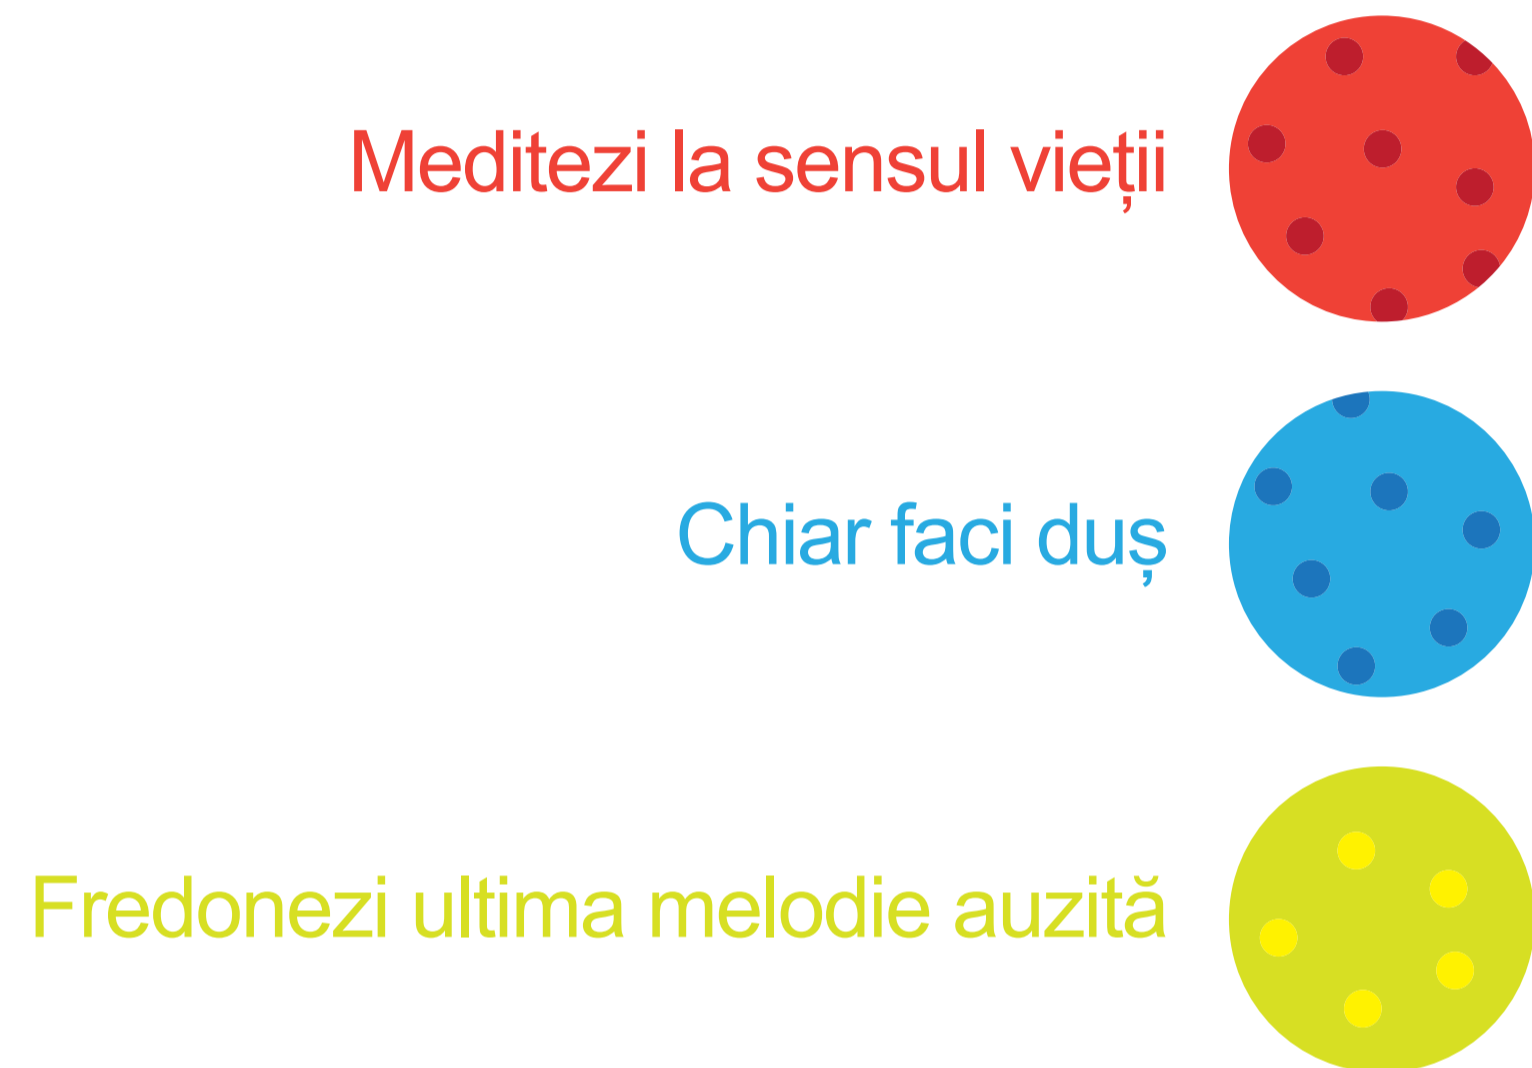 Meditezi la sensul vieții
Chiar faci duș
Fredonezi ultima melodie auzită